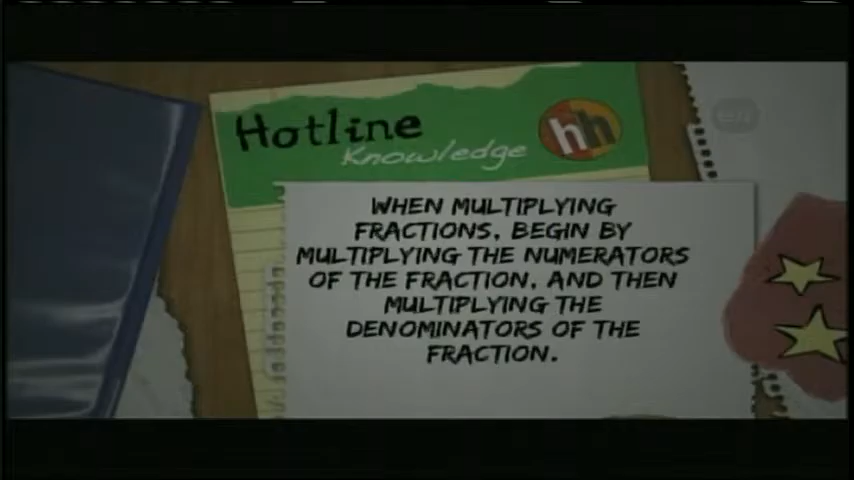 Hotline
Knowledge
hh
en
WHEN MULTIPLYING
FRACTIONS, BEGIN BY
MULTIPLYING THE NUMERATORS
OF THE FRACTION, AND THEN
MULTIPLYING THE
DENOMINATORS OF THE
FRACTION.